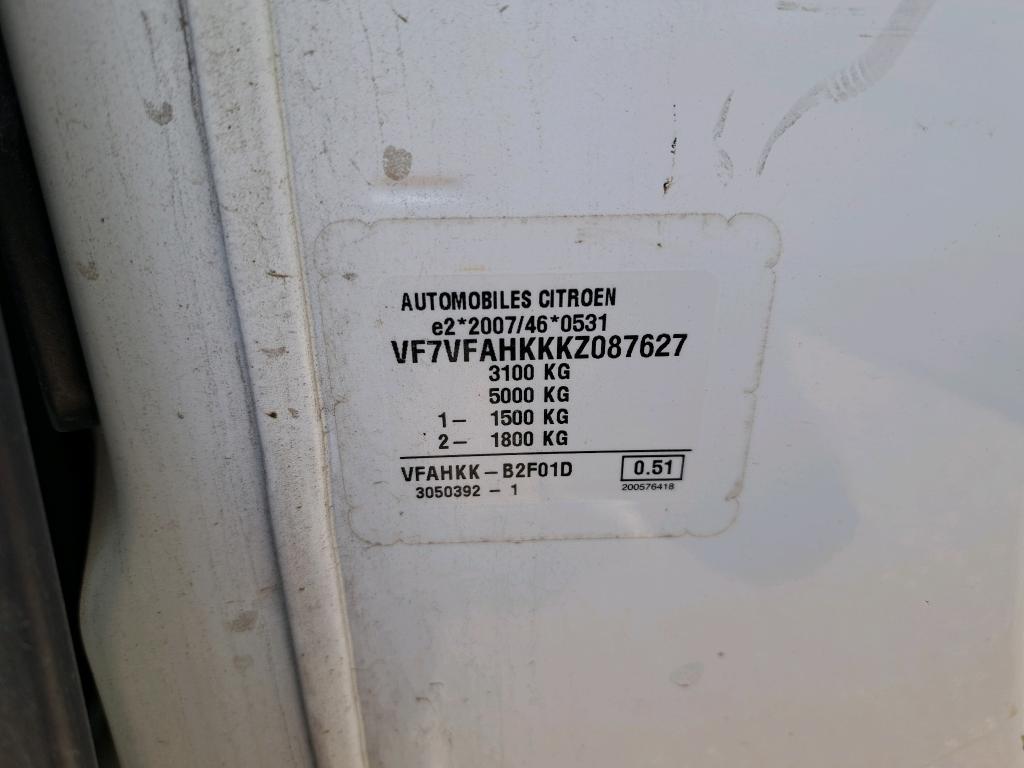 AUTOMOBILES CITROEN
e2*2007/46*0531
VF7VFAHKKKZ087627
3100 KG
5000 KG
1- 1500 KG
2- 1800 KG
VFAHKK-B2F01D 0.51
3050392 - 1 200576418